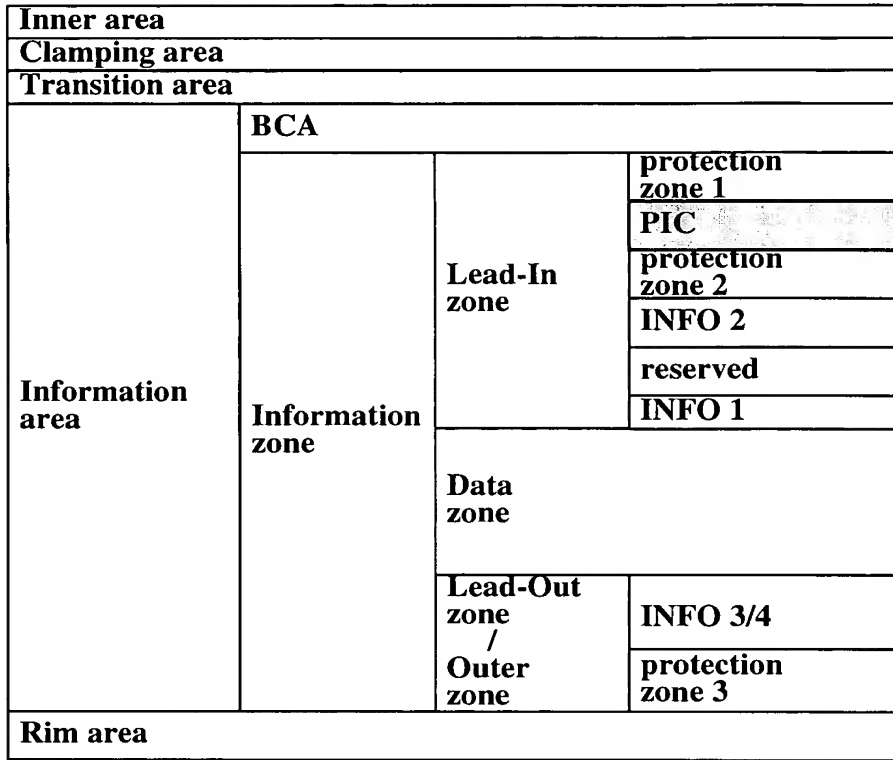 Inner area
Clamping area
Transition area
BCA
protection
zone 1
PIC
Lead-In
zone
protection
zone 2
INFO 2
reserved
INFO 1
Information
area
Information
zone
Data
zone
Lead-Out
zone
/
Outer
zone
INFO 3/4
protection
zone 3
Rim area